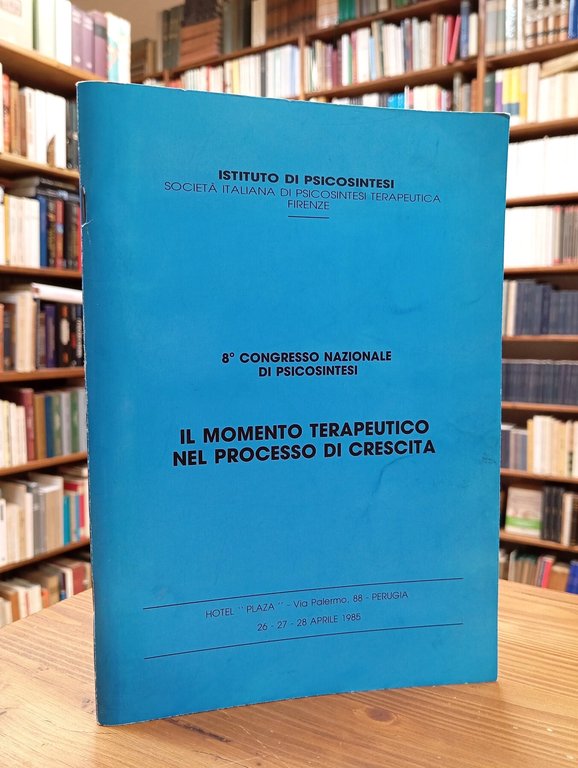 ISTITUTO DI PSICOSINTESI
SOCIETÀ ITALIANA DI PSICOSINTESI TERAPEUTICA
FIRENZE
8° CONGRESSO NAZIONALE
DI PSICOSINTESI
IL MOMENTO TERAPEUTICO
NEL PROCESSO DI CRESCITA
HOTEL "PLAZA" - Via Palermo, 88 - PERUGIA
26 - 27 - 28 APRILE 1985